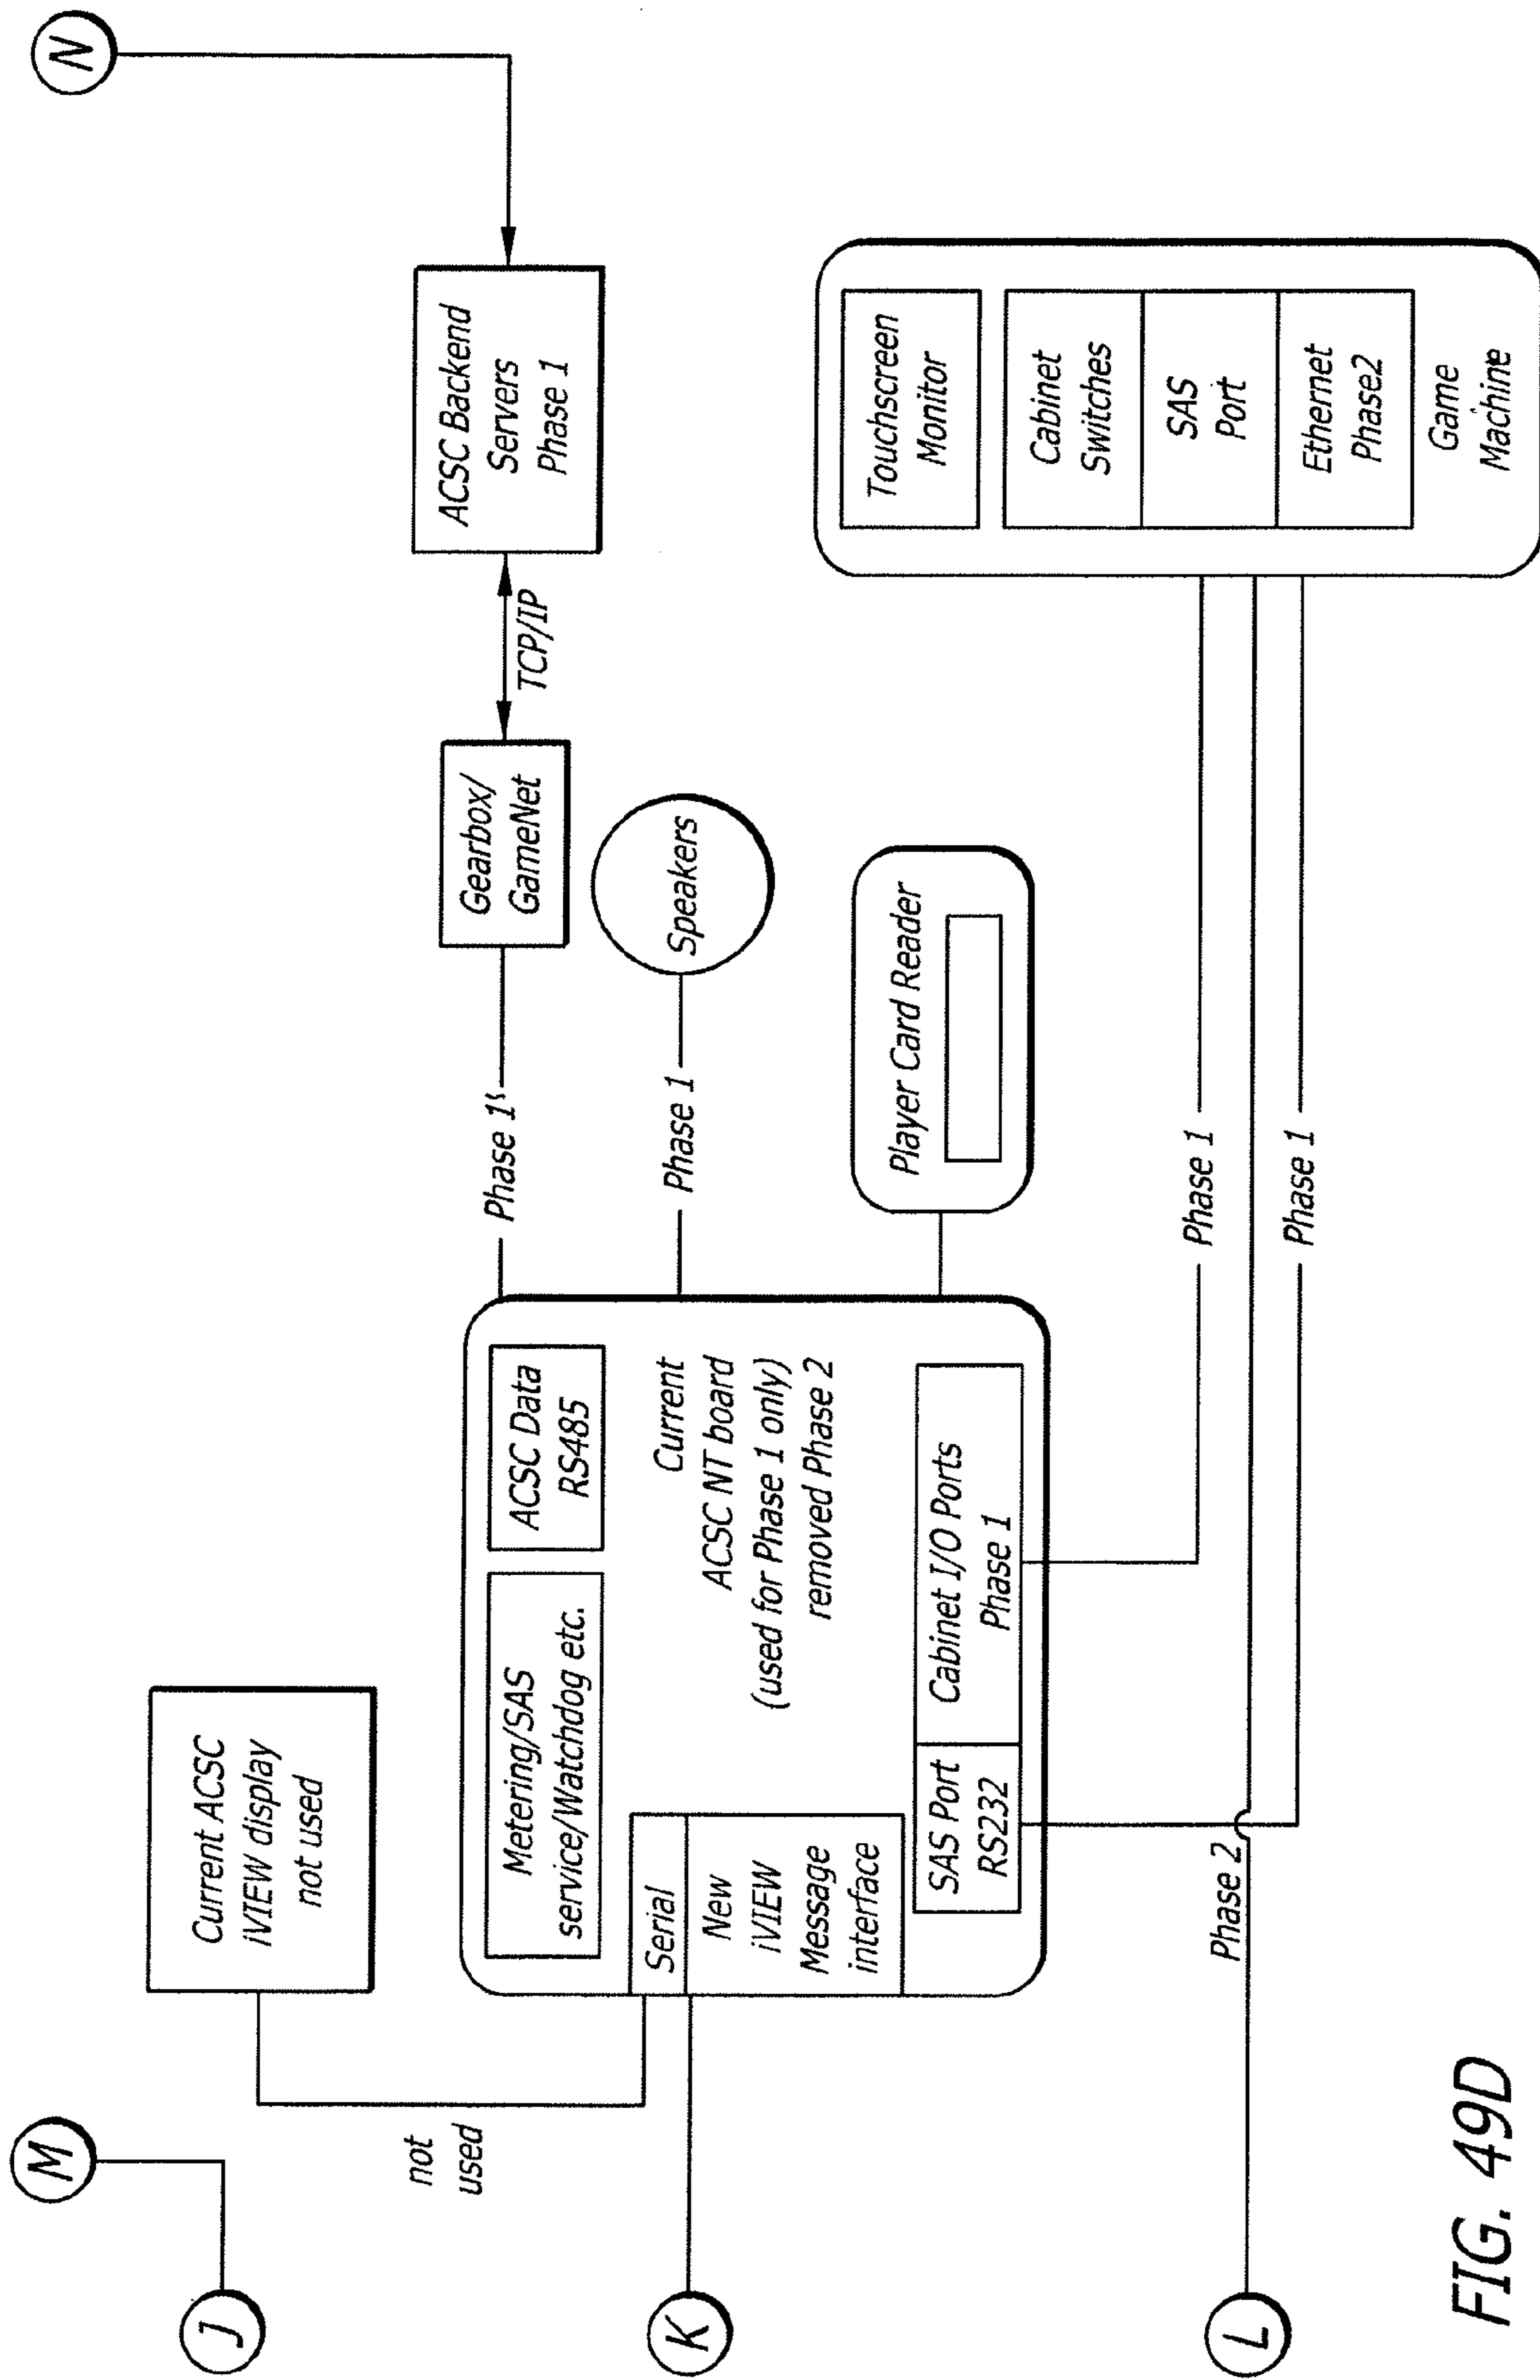 M
N
J
Current ACSC
iVIEW display
not used
not
used
Gearbox/
GameNet
TCP/IP
ACSC Backend
Servers
Phase 1
Phase 1
Metering/SAS
service/Watchdog etc.
ACSC Data
RS485
Speakers
Phase 1
K
Serial
New
iVIEW
Message
interface
Current
ACSC NT board
(used for Phase 1 only)
removed Phase 2
SAS Port
RS232
Cabinet I/O Ports
Phase 1
Player Card Reader
Touchscreen
Monitor
Cabinet
Switches
SAS
Port
Ethernet
Phase2
Game
Machine
Phase 1
Phase 2
Phase 1
L
FIG. 49D